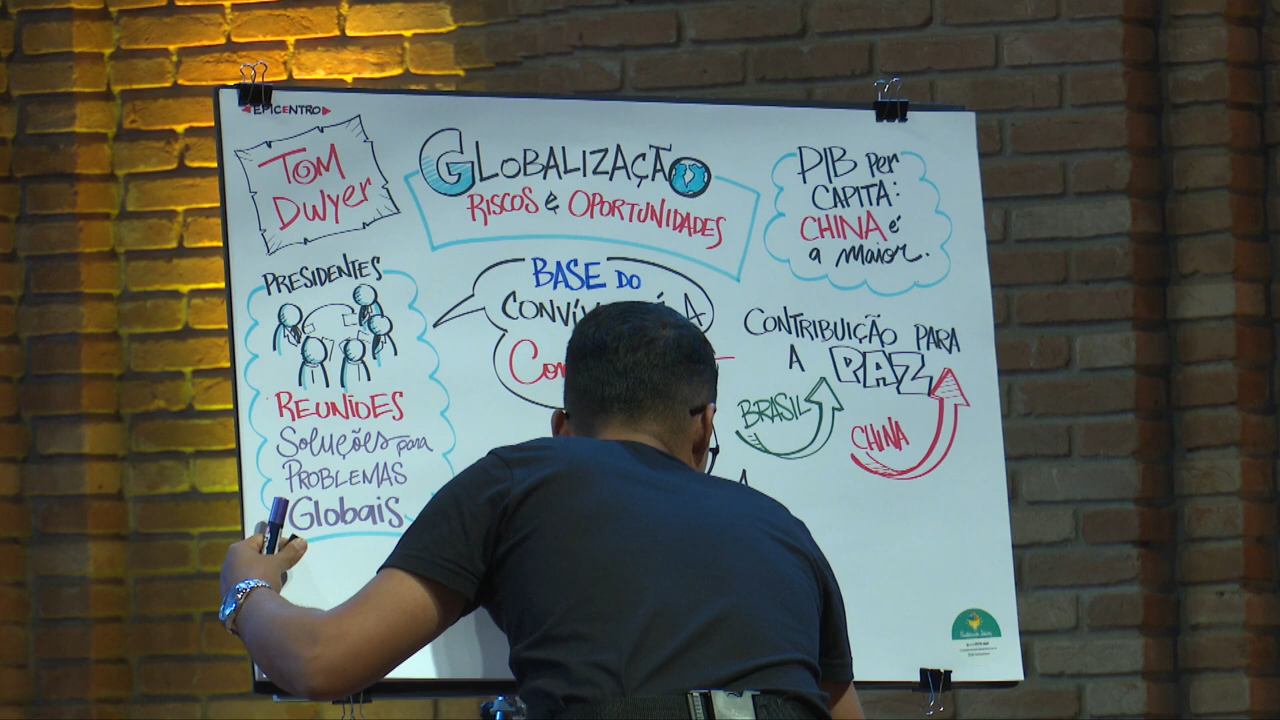 EPICENTRO
TOM
DWYER
GLOBALIZAÇÃO
RISCOS e OPORTUNIDADES
PIB Per
CAPITA:
CHINA é
a maior.
PRESIDENTES
REUNIÕES
Soluções para
PROBLEMAS
Globais
BASE DO
A
CONTRIBUIÇÃO PARA
A PAZ
BRASIL
CHINA